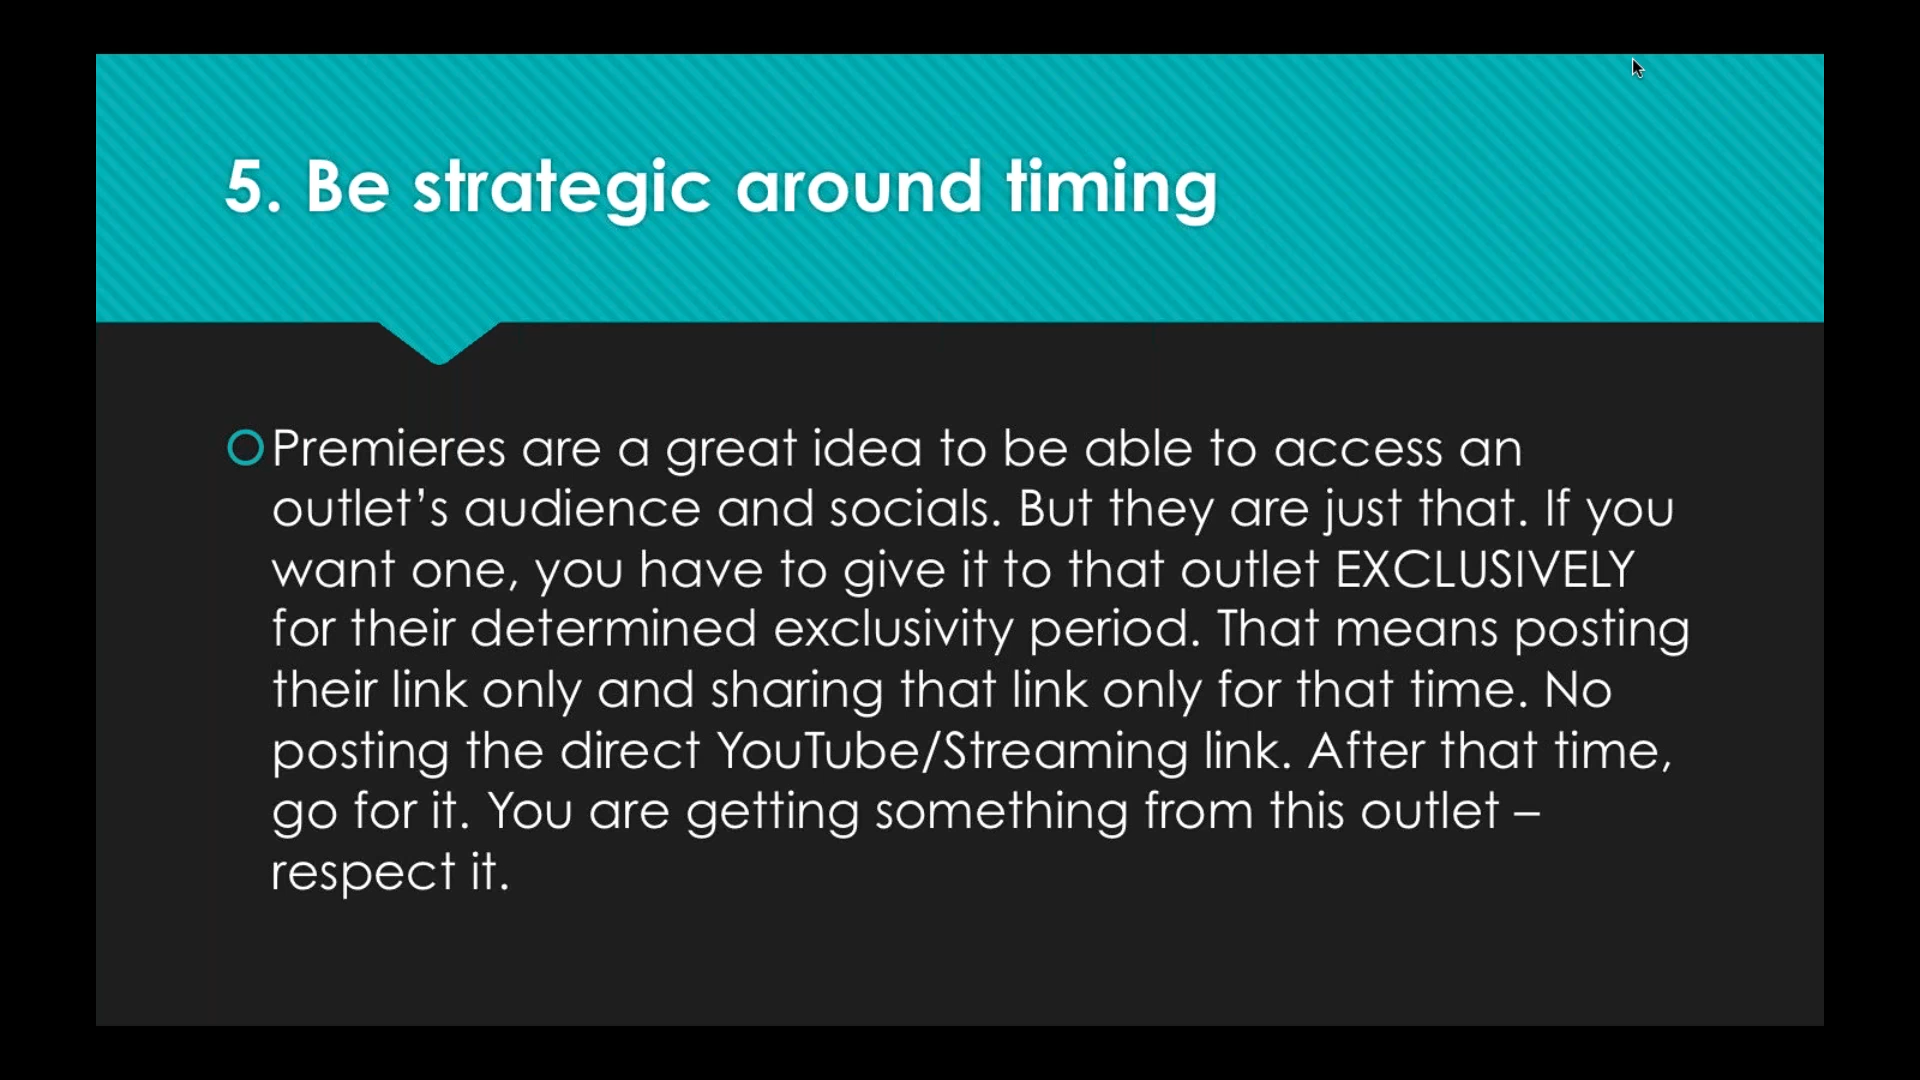 5. Be strategic around timing
Premieres are a great idea to be able to access an
outlet’s audience and socials. But they are just that. If you
want one, you have to give it to that outlet EXCLUSIVELY
for their determined exclusivity period. That means posting
their link only and sharing that link only for that time. No
posting the direct YouTube/Streaming link. After that time,
go for it. You are getting something from this outlet –
respect it.